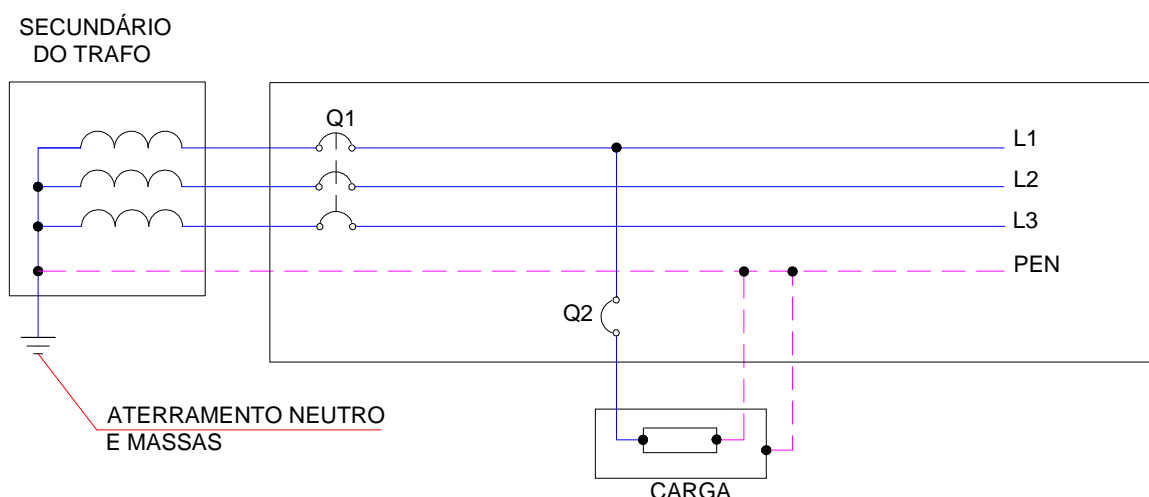 SECUNDÁRIO
DO TRAFO
Q1
L1
L2
L3
PEN
Q2
ATERRAMENTO NEUTRO
E MASSAS
CARGA